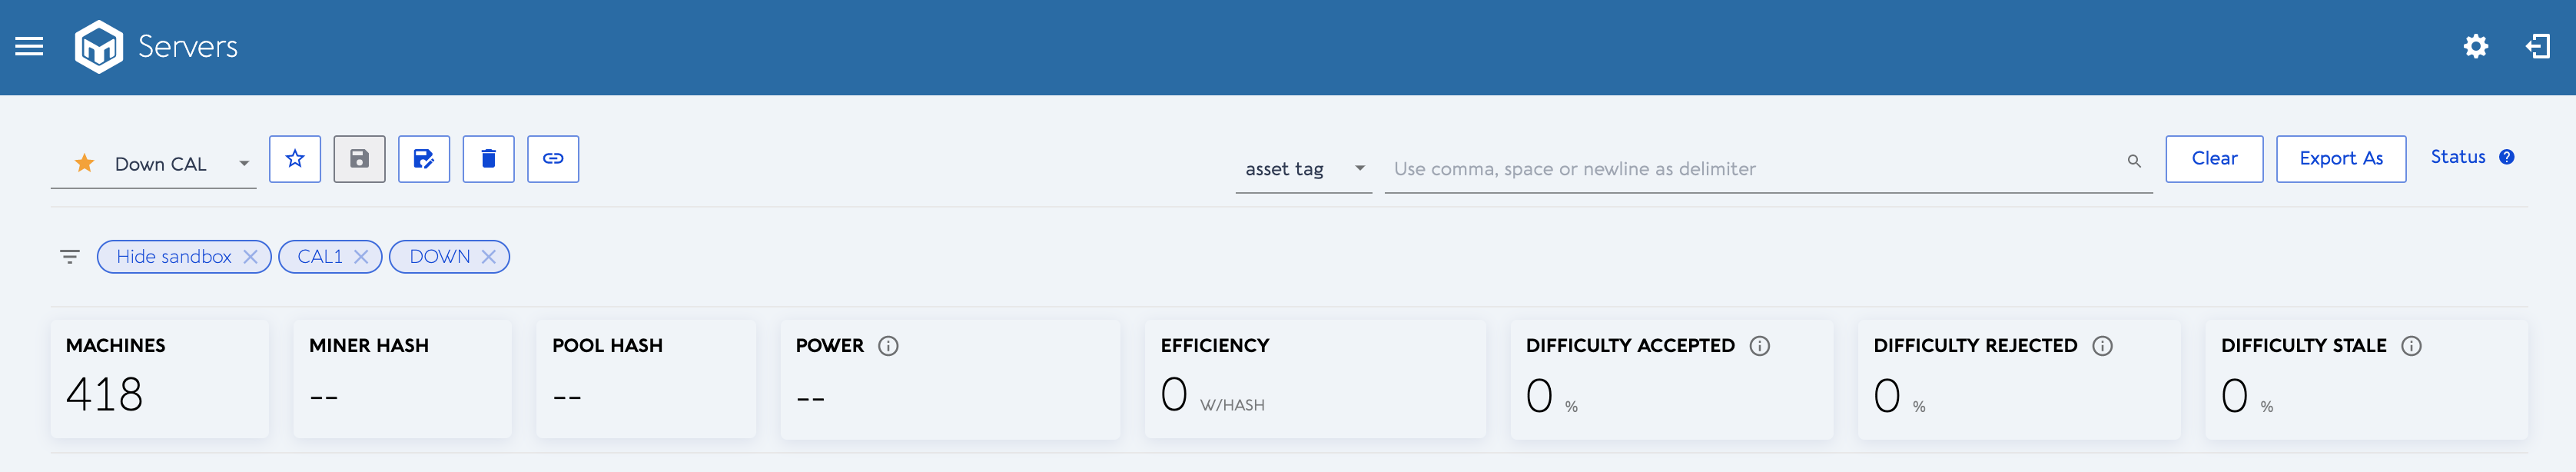 Servers
Down CAL
asset tag
Use comma, space or newline as delimiter
Clear
Export As
Status
Hide sandbox
CAL1
DOWN
MACHINES
418
MINER HASH
--
POOL HASH
--
POWER
--
EFFICIENCY
0 W/HASH
DIFFICULTY ACCEPTED
0 %
DIFFICULTY REJECTED
0 %
DIFFICULTY STALE
0 %